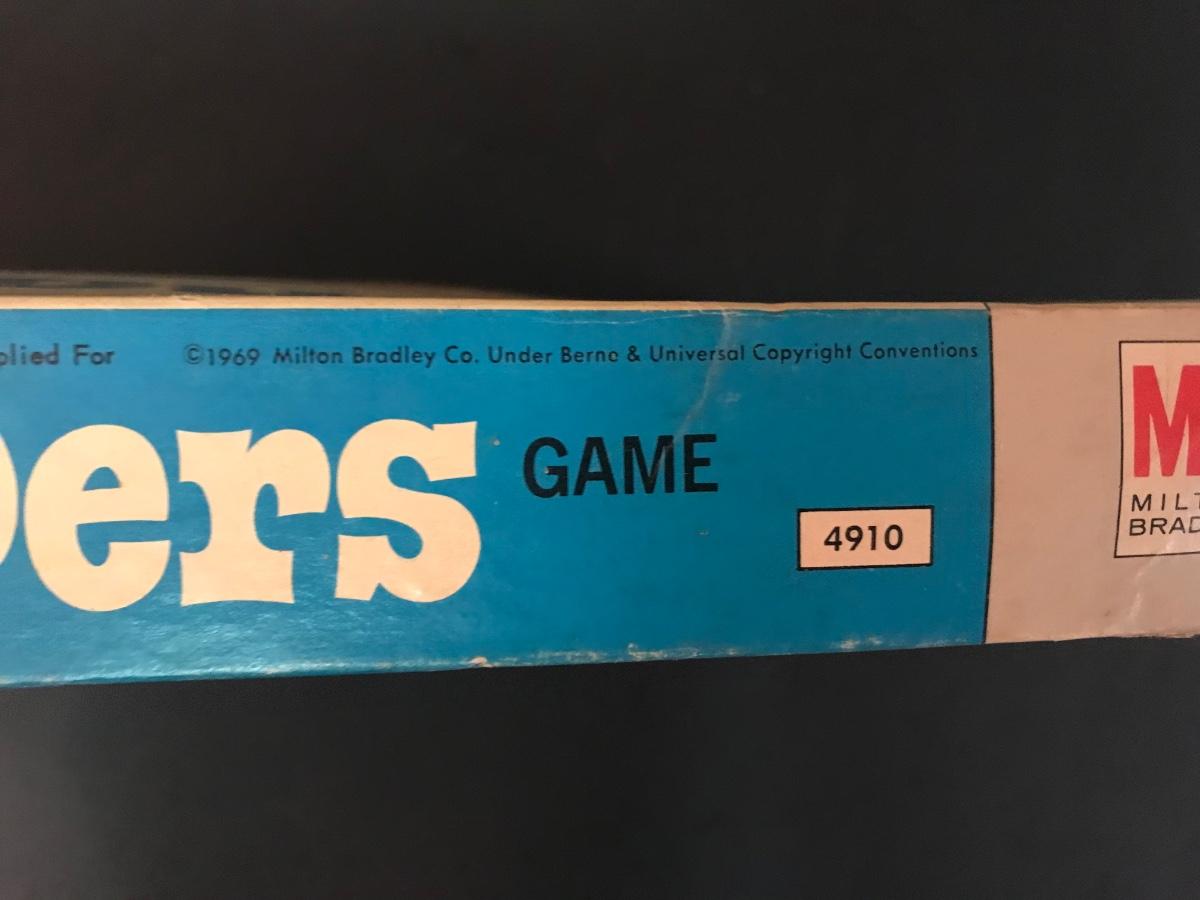 plied For ©1969 Milton Bradley Co. Under Berne & Universal Copyright Conventions
pers GAME
4910
M
MILT
BRAD